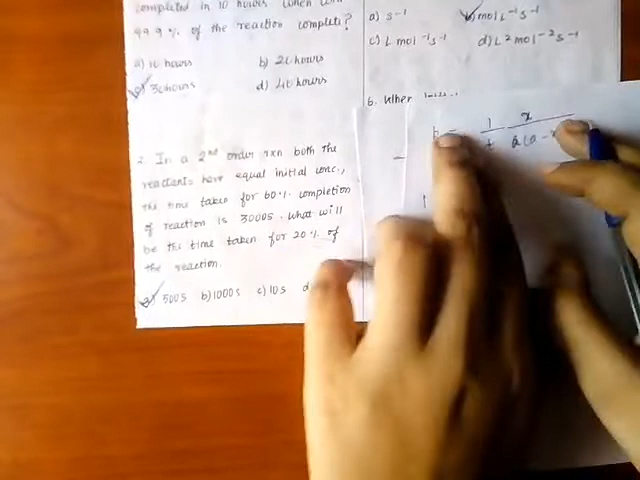 completed in 10 hours when will
99.9% of the reaction complete?
a) 10 hours b) 20 hours
c) 30 hours d) 40 hours
2. In a 2nd order rxn both the
reactants have equal initial conc.,
the time taken for 60% completion
of reaction is 3000s. What will
be the time taken for 20% of
the reaction.
a) 500s b) 1000s c) 10s d
a) s⁻¹ b) mol L⁻¹ s⁻¹
c) L mol⁻¹ s⁻¹ d) L² mol⁻² s⁻¹
6. When
1/t x/a(a-